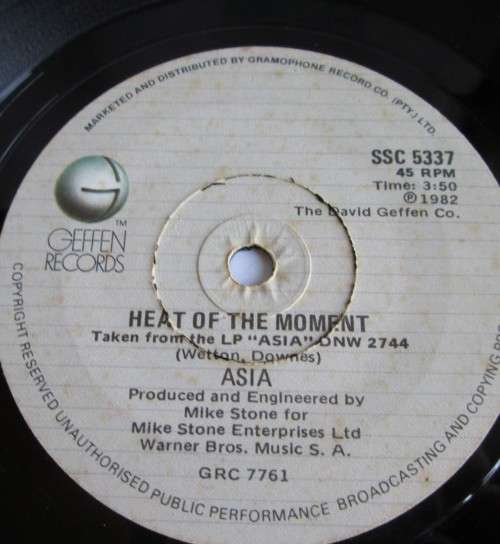 MARKETED AND DISTRIBUTED BY GRAMOPHONE RECORD CO. (PTY.) LTD.
SSC 5337
45 RPM
Time: 3:50
℗ 1982
The David Geffen Co.
G
TM
GEFFEN
RECORDS
HEAT OF THE MOMENT
Taken from the LP "ASIA" DNW 2744
(Wetton, Downes)
ASIA
Produced and Engineered by
Mike Stone for
Mike Stone Enterprises Ltd
Warner Bros. Music S. A.
GRC 7761
COPYRIGHT RESERVED UNAUTHORISED PUBLIC PERFORMANCE BROADCASTING AND COPYING